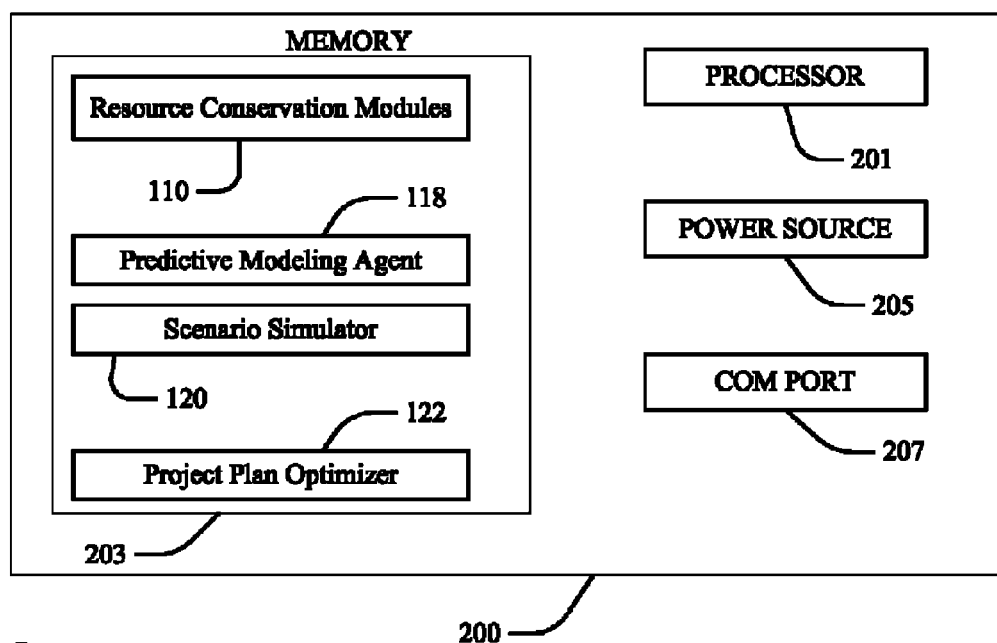 MEMORY
Resource Conservation Modules
110
118
Predictive Modeling Agent
Scenario Simulator
120
122
Project Plan Optimizer
203
PROCESSOR
201
POWER SOURCE
205
COM PORT
207
200